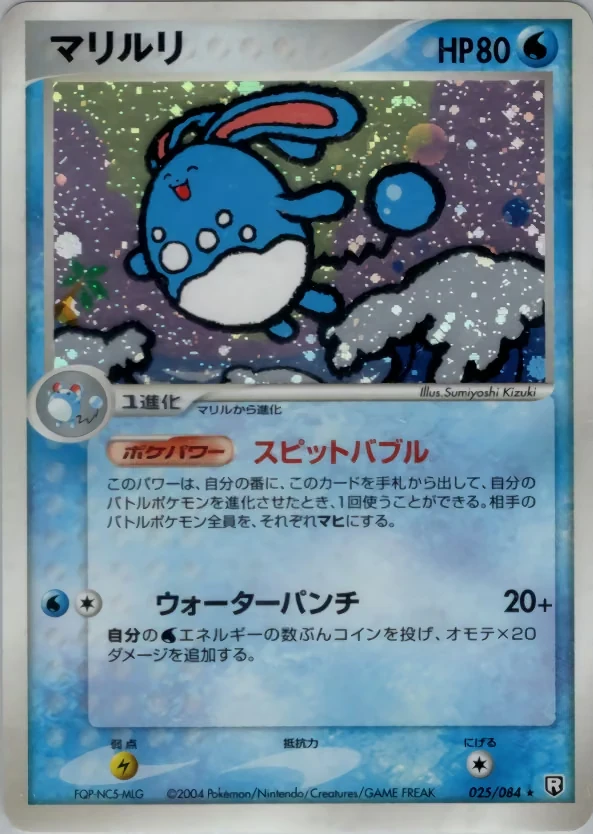 マリルリ HP80
Illus. Sumiyoshi Kizuki
1進化 マリルから進化
ポケパワー スピットバブル
このパワーは、自分の番に、このカードを手札から出して、自分の
バトルポケモンを進化させたとき、1回使うことができる。相手の
バトルポケモン全員を、それぞれマヒにする。
ウォーターパンチ 20+
自分のエネルギーの数ぶんコインを投げ、オモテ×20
ダメージを追加する。
弱点 抵抗力 にげる
FQP-NC5-MLG ©2004 Pokémon/Nintendo/Creatures/GAME FREAK 025/084 ★ R